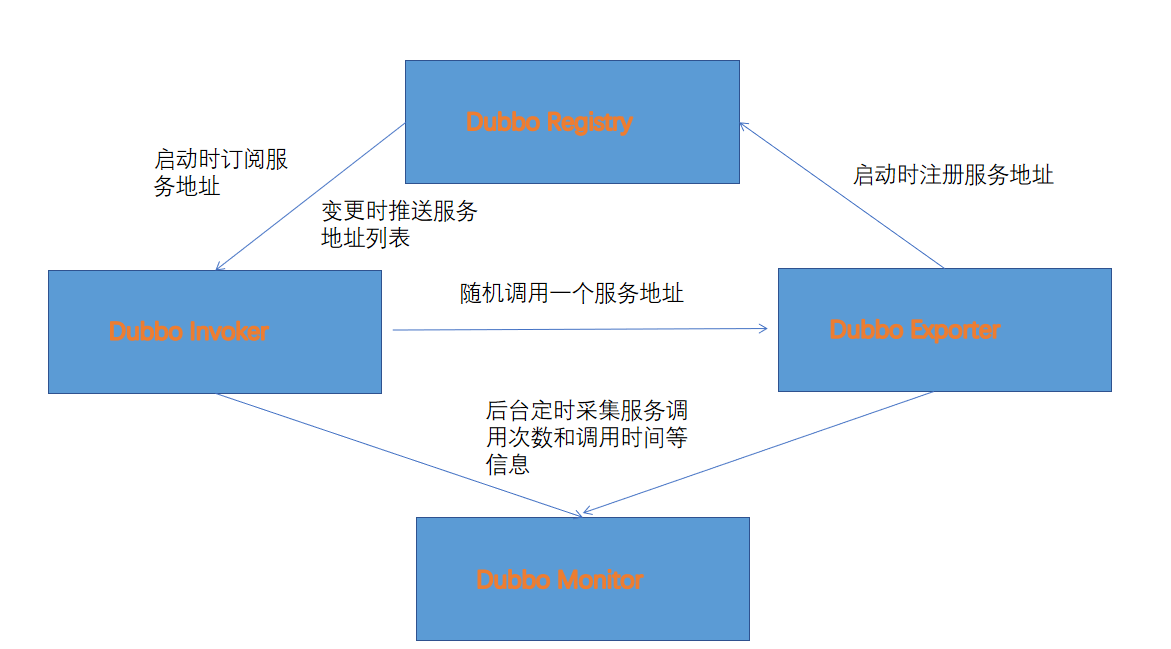 Dubbo Registry
启动时订阅服
务地址
启动时注册服务地址
变更时推送服务
地址列表
随机调用一个服务地址
Dubbo Invoker
Dubbo Exporter
后台定时采集服务调
用次数和调用时间等
信息
Dubbo Monitor